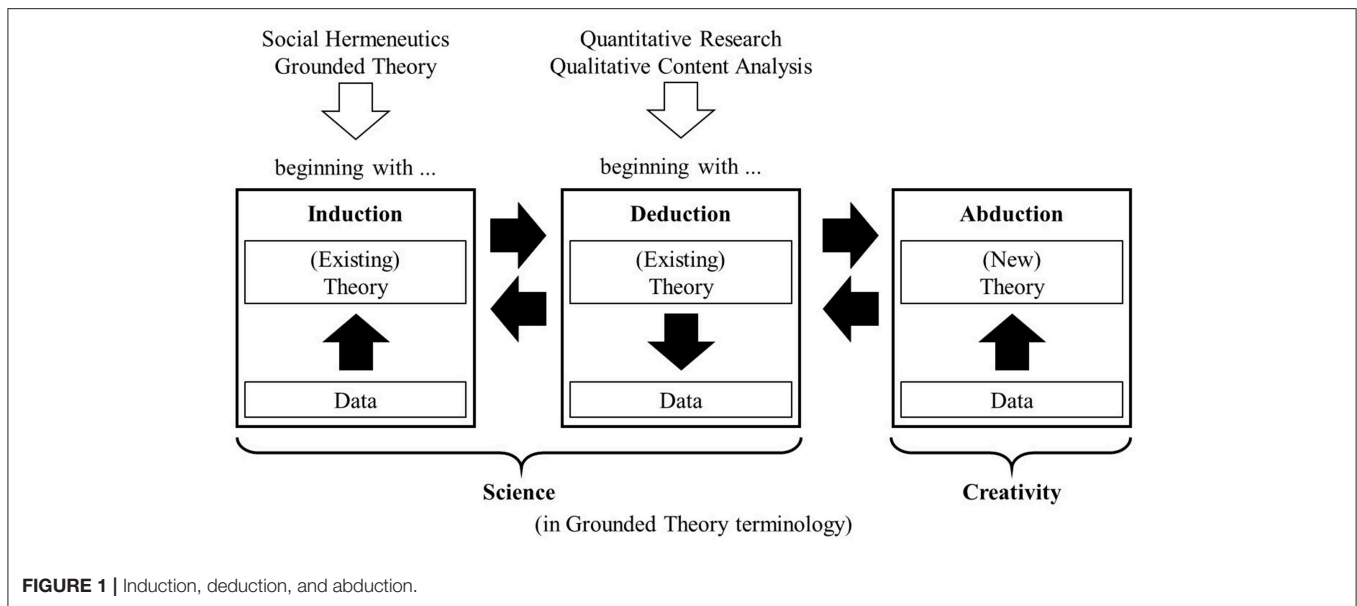 Social Hermeneutics
Grounded Theory
Quantitative Research
Qualitative Content Analysis
beginning with ...
beginning with ...
Induction
(Existing)
Theory
Data
Deduction
(Existing)
Theory
Data
Abduction
(New)
Theory
Data
Science
Creativity
(in Grounded Theory terminology)
FIGURE 1 | Induction, deduction, and abduction.